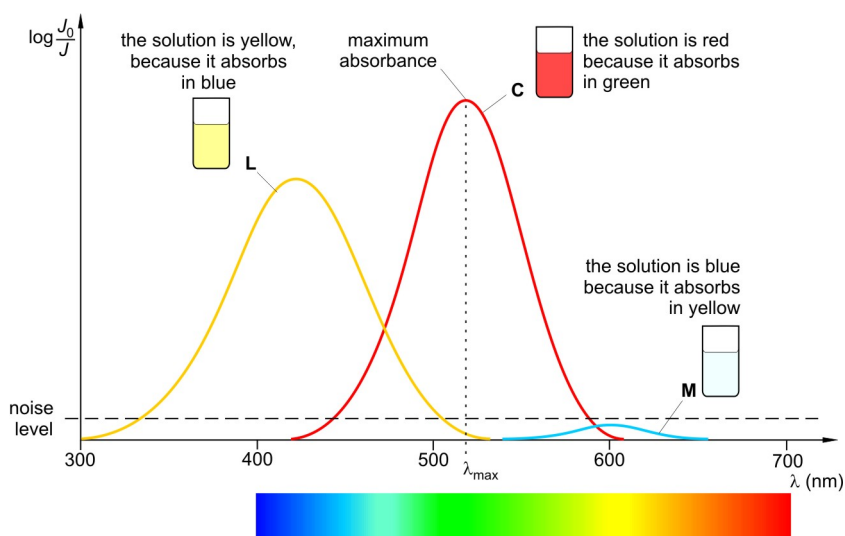 log J₀/J
the solution is yellow,
because it absorbs
in blue
maximum
absorbance
the solution is red
because it absorbs
in green
C
L
the solution is blue
because it absorbs
in yellow
M
noise
level
300 400 500 λmax 600 700
λ (nm)